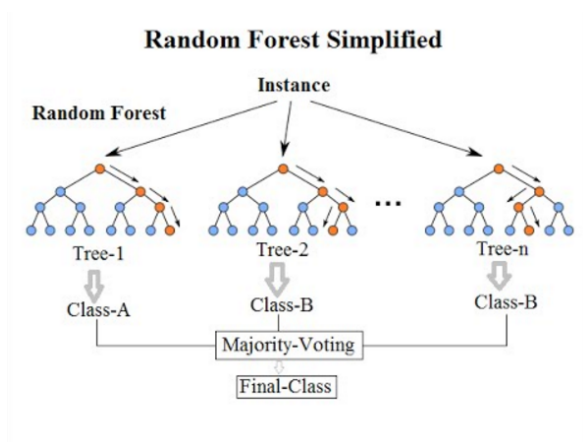 Random Forest Simplified
Instance
Random Forest
...
Tree-1
Tree-2
Tree-n
Class-A
Class-B
Class-B
Majority-Voting
Final-Class